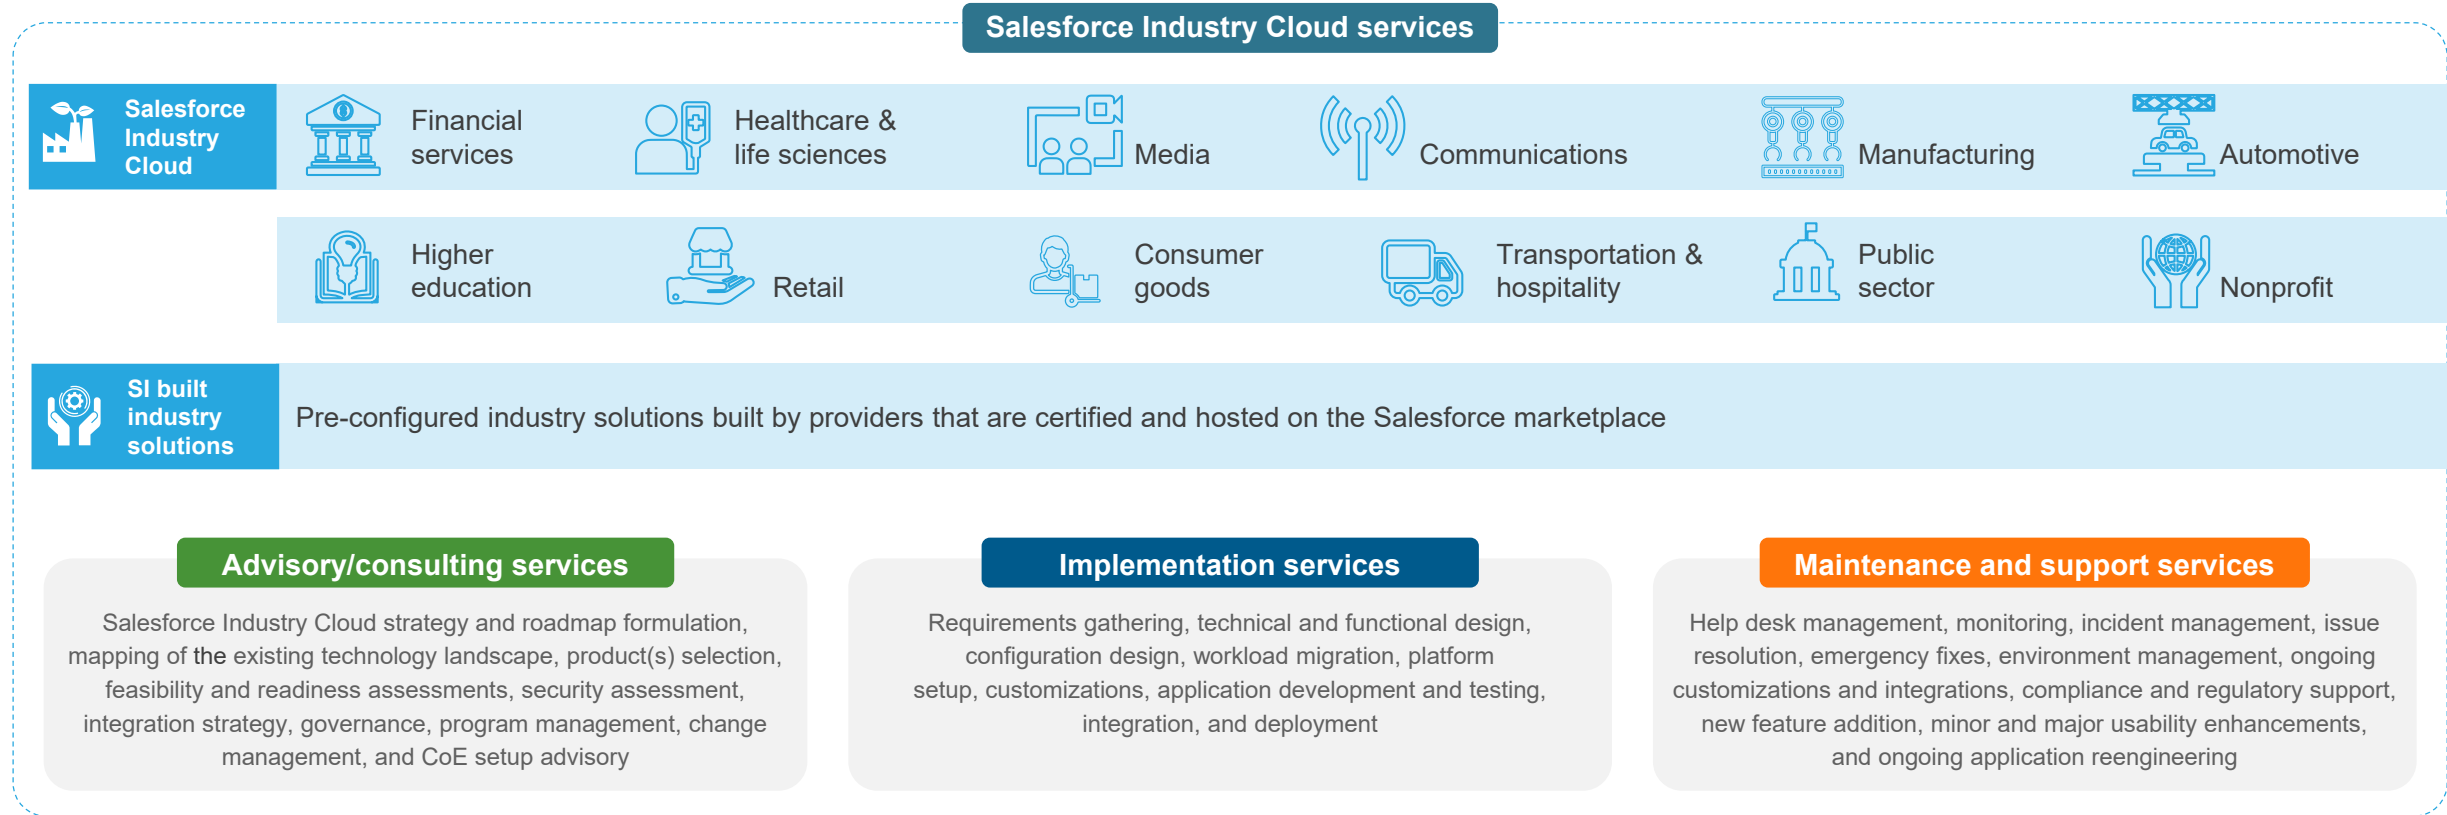 Salesforce Industry Cloud services
Salesforce
Industry
Cloud
Financial
services
Healthcare &
life sciences
Media
Communications
Manufacturing
Automotive
Higher
education
Retail
Consumer
goods
Transportation &
hospitality
Public
sector
Nonprofit
SI built
industry
solutions
Pre-configured industry solutions built by providers that are certified and hosted on the Salesforce marketplace
Advisory/consulting services
Salesforce Industry Cloud strategy and roadmap formulation,
mapping of the existing technology landscape, product(s) selection,
feasibility and readiness assessments, security assessment,
integration strategy, governance, program management, change
management, and CoE setup advisory
Implementation services
Requirements gathering, technical and functional design,
configuration design, workload migration, platform
setup, customizations, application development and testing,
integration, and deployment
Maintenance and support services
Help desk management, monitoring, incident management, issue
resolution, emergency fixes, environment management, ongoing
customizations and integrations, compliance and regulatory support,
new feature addition, minor and major usability enhancements,
and ongoing application reengineering